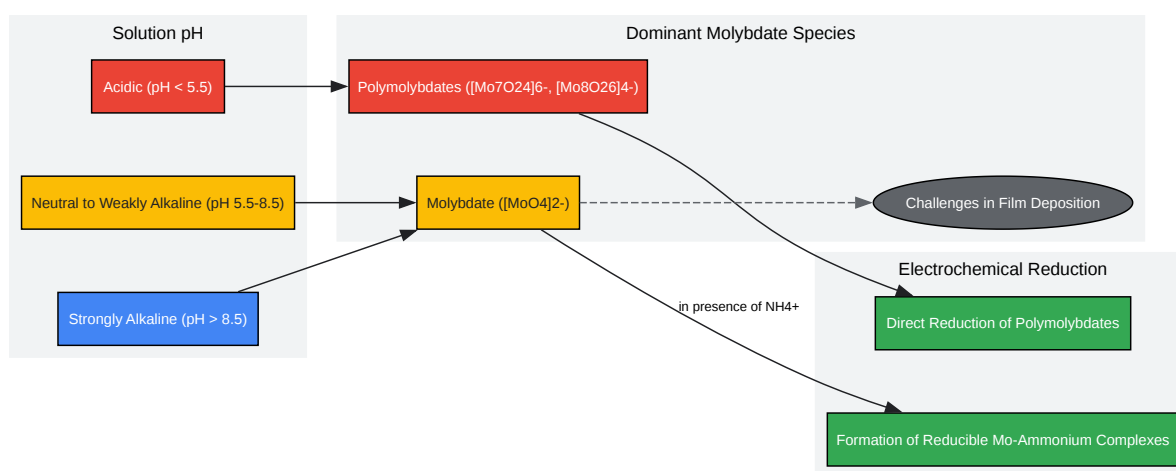 Solution pH
Dominant Molybdate Species
Acidic (pH < 5.5)
Polymolybdates ([Mo7O24]6-, [Mo8O26]4-)
Neutral to Weakly Alkaline (pH 5.5-8.5)
Molybdate ([MoO4]2-)
Challenges in Film Deposition
Electrochemical Reduction
in presence of NH4+
Strongly Alkaline (pH > 8.5)
Direct Reduction of Polymolybdates
Formation of Reducible Mo-Ammonium Complexes